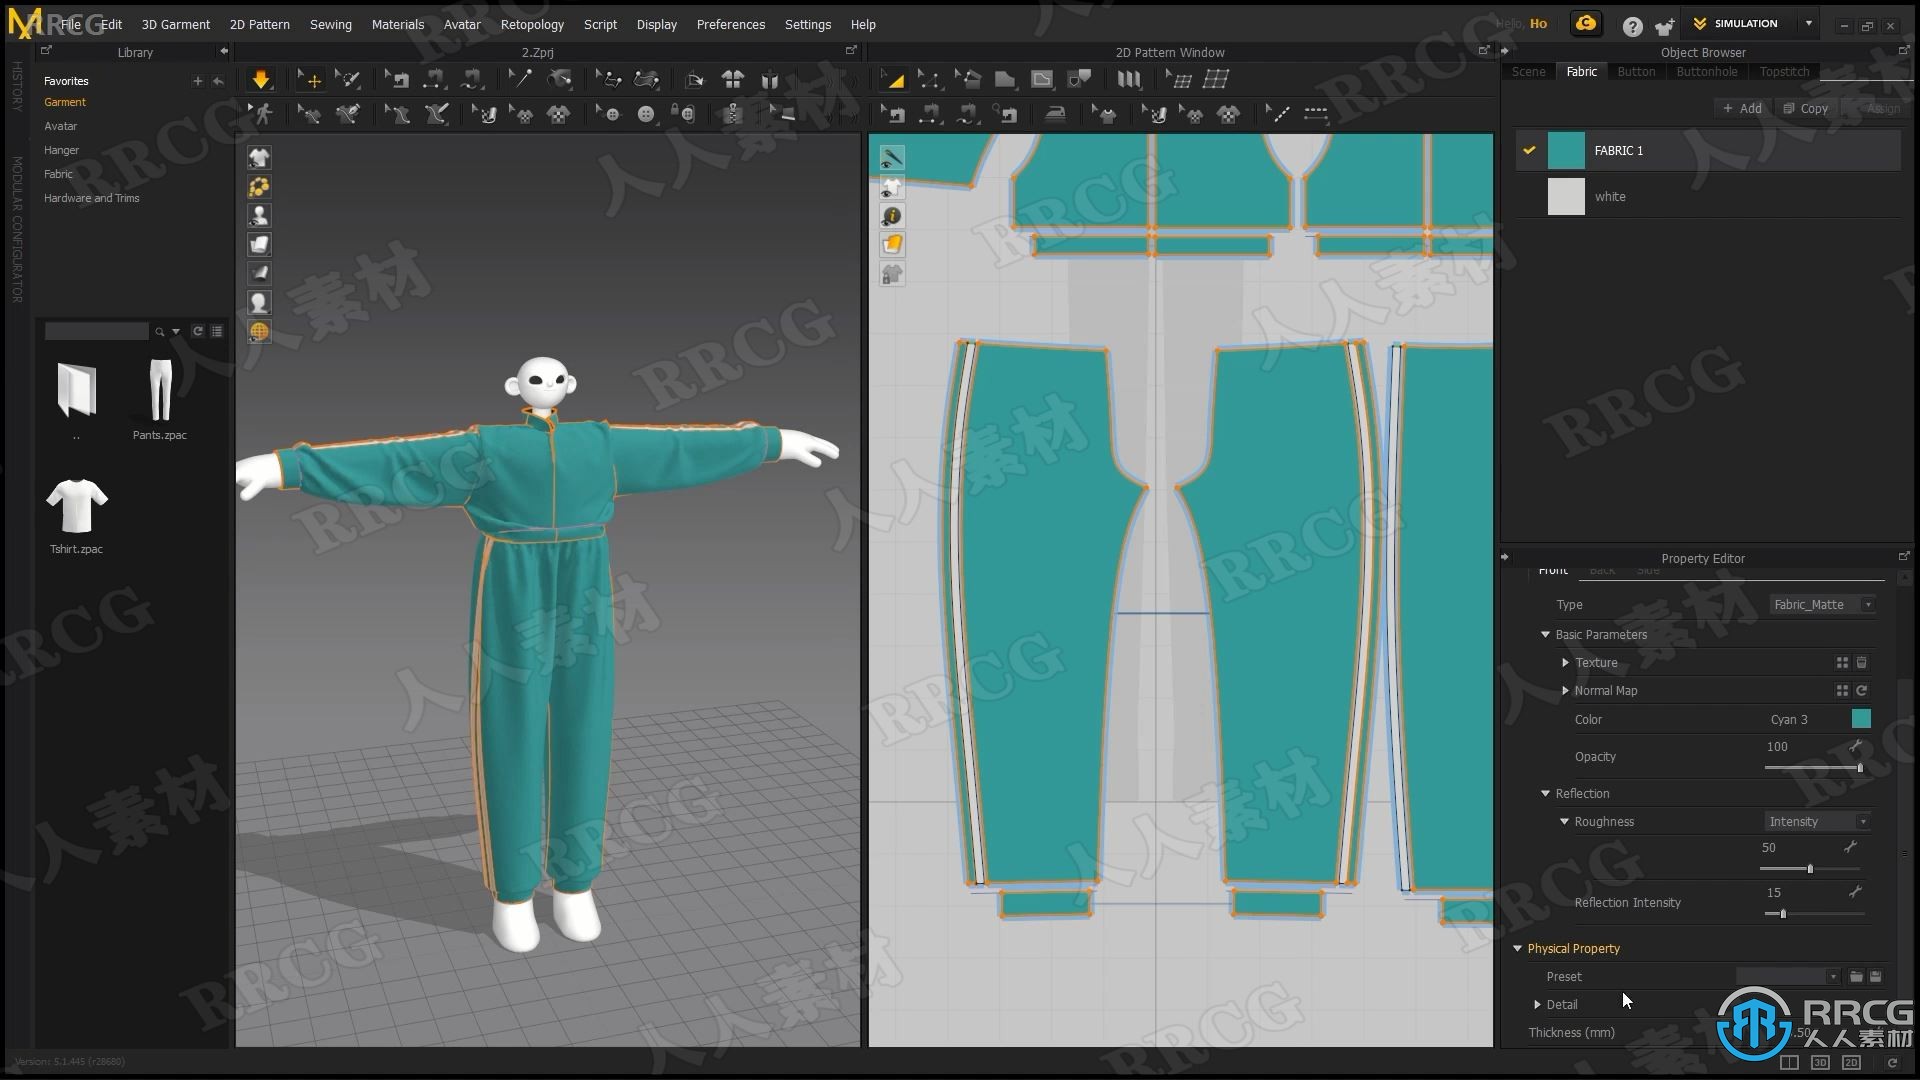 File Edit 3D Garment 2D Pattern Sewing Materials Avatar Retopology Script Display Preferences Settings Help
Hello, Ho
SIMULATION
RRCG
HISTORY
MODULAR CONFIGURATOR
Library
Favorites
Garment
Avatar
Hanger
Fabric
Hardware and Trims
..
Pants.zpac
Tshirt.zpac
2.Zprj
2D Pattern Window
Object Browser
Scene Fabric Button Buttonhole Topstitch
+ Add Copy Assign
FABRIC 1
white
Property Editor
Front Back Side
Type Fabric_Matte
Basic Parameters
Texture
Normal Map
Color Cyan 3
Opacity 100
Reflection
Roughness Intensity
50
Reflection Intensity 15
Physical Property
Preset
Detail
Thickness (mm) .50
RRCG
人人素材
3D 2D
Version: 5.1.445 (r28680)